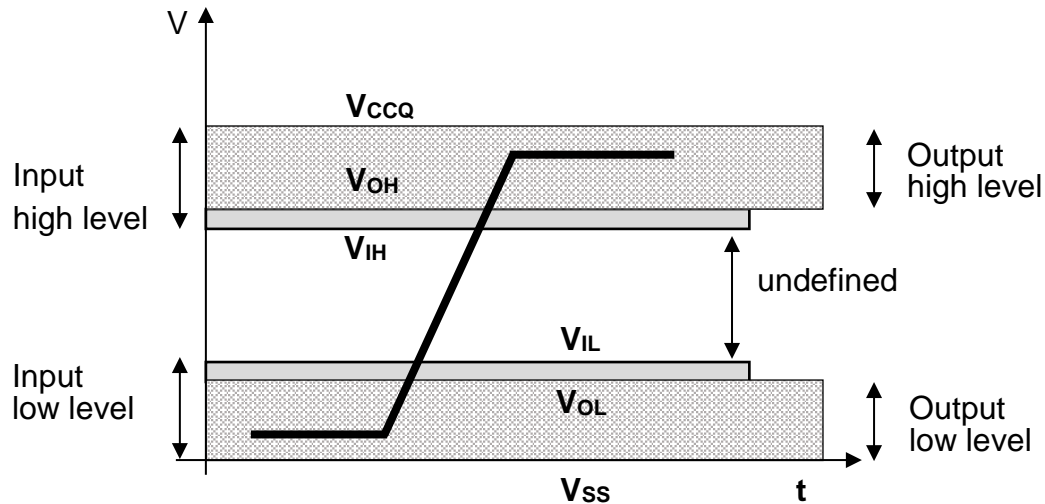 V
VCCQ
Input
high level
VOH
Output
high level
VIH
undefined
VIL
Input
low level
VOL
Output
low level
VSS
t